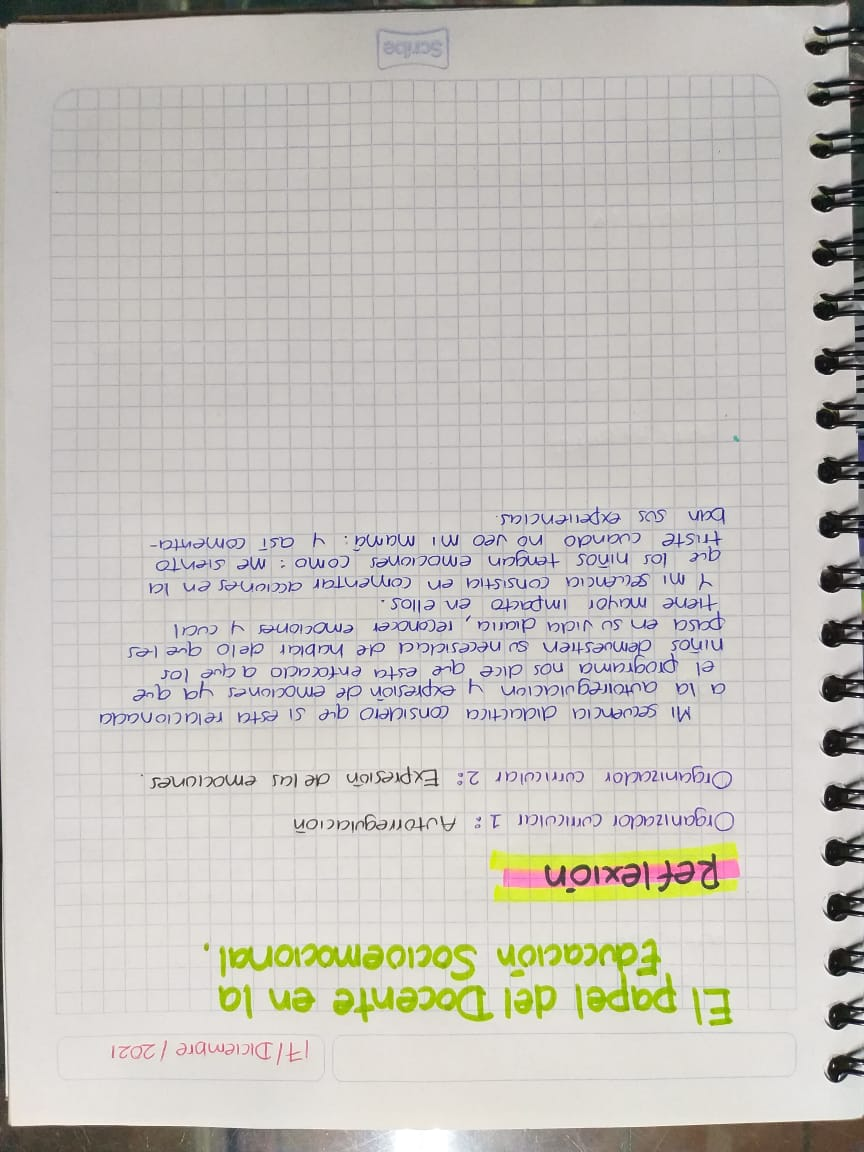 17/Diciembre/2021
El papel del Docente en la
Educación Socioemocional.
Reflexión
Organizador curricular 1: Autorregulación
Organizador curricular 2: Expresión de las emociones.
Mi secuencia didactica considero que si esta relacionada
a la autorregulacion y expresión de emociones ya que
el programa nos dice que esta enfocado a que los
niños demuestren su necesidad de hablar delo que les
pasa en su vida diaria, reconocer emociones y cual
tiene mayor impacto en ellos.
Y mi secuencia consistia en comentar acciones en la
que los niños tengan emociones como: me siento
triste cuando no veo mi mamá: y así comenta-
ban sus experiencias.
Scribe